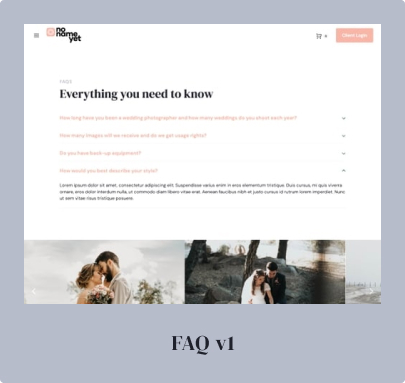 no
name
yet
4
Client Login
FAQS
Everything you need to know
How long have you been a wedding photographer and how many weddings do you shoot each year?
How many images will we receive and do we get usage rights?
Do you have back-up equipment?
How would you best describe your style?
Lorem ipsum dolor sit amet, consectetur adipiscing elit. Suspendisse varius enim in eros elementum tristique. Duis cursus, mi quis viverra
ornare, eros dolor interdum nulla, ut commodo diam libero vitae erat. Aenean faucibus nibh et justo cursus id rutrum lorem imperdiet. Nunc
ut sem vitae risus tristique posuere.
FAQ v1